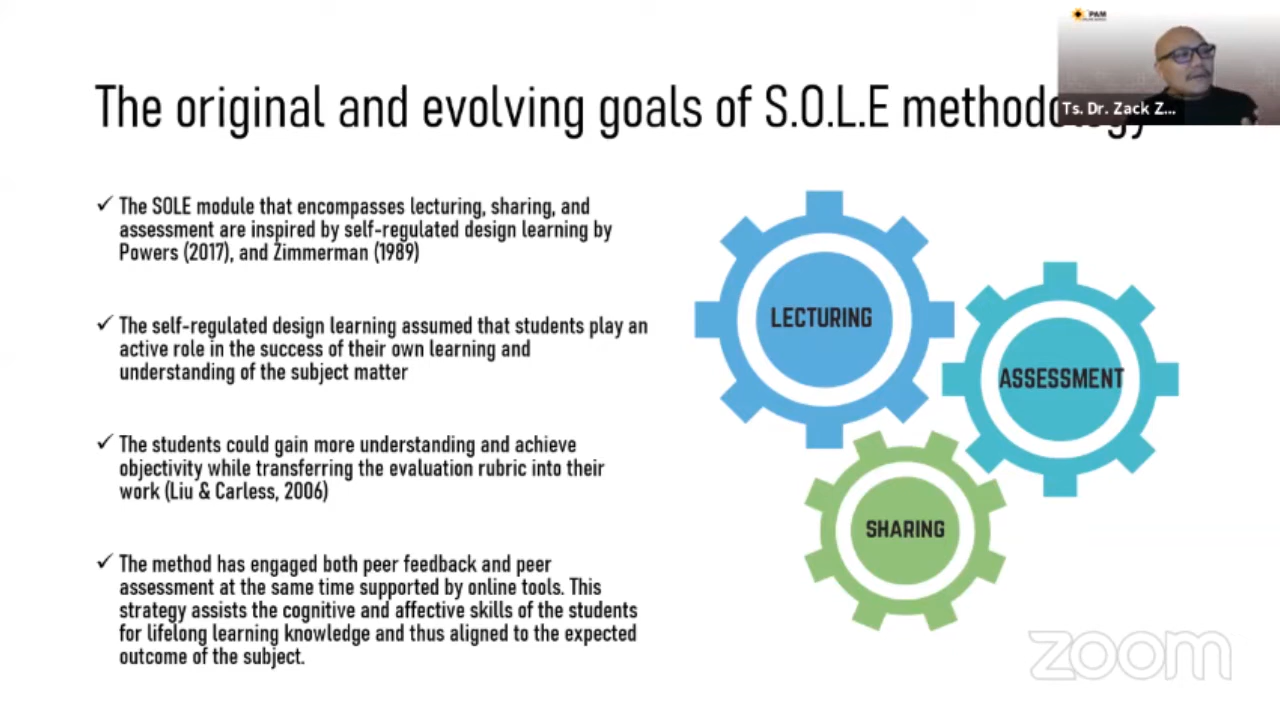 PAM
The original and evolving goals of S.O.L.E methodology
Ts. Dr. Zack Z...
✓ The SOLE module that encompasses lecturing, sharing, and
assessment are inspired by self-regulated design learning by
Powers (2017), and Zimmerman (1989)
✓ The self-regulated design learning assumed that students play an
active role in the success of their own learning and
understanding of the subject matter
✓ The students could gain more understanding and achieve
objectivity while transferring the evaluation rubric into their
work (Liu & Carless, 2006)
✓ The method has engaged both peer feedback and peer
assessment at the same time supported by online tools. This
strategy assists the cognitive and affective skills of the students
for lifelong learning knowledge and thus aligned to the expected
outcome of the subject.
LECTURING
ASSESSMENT
SHARING
zoom